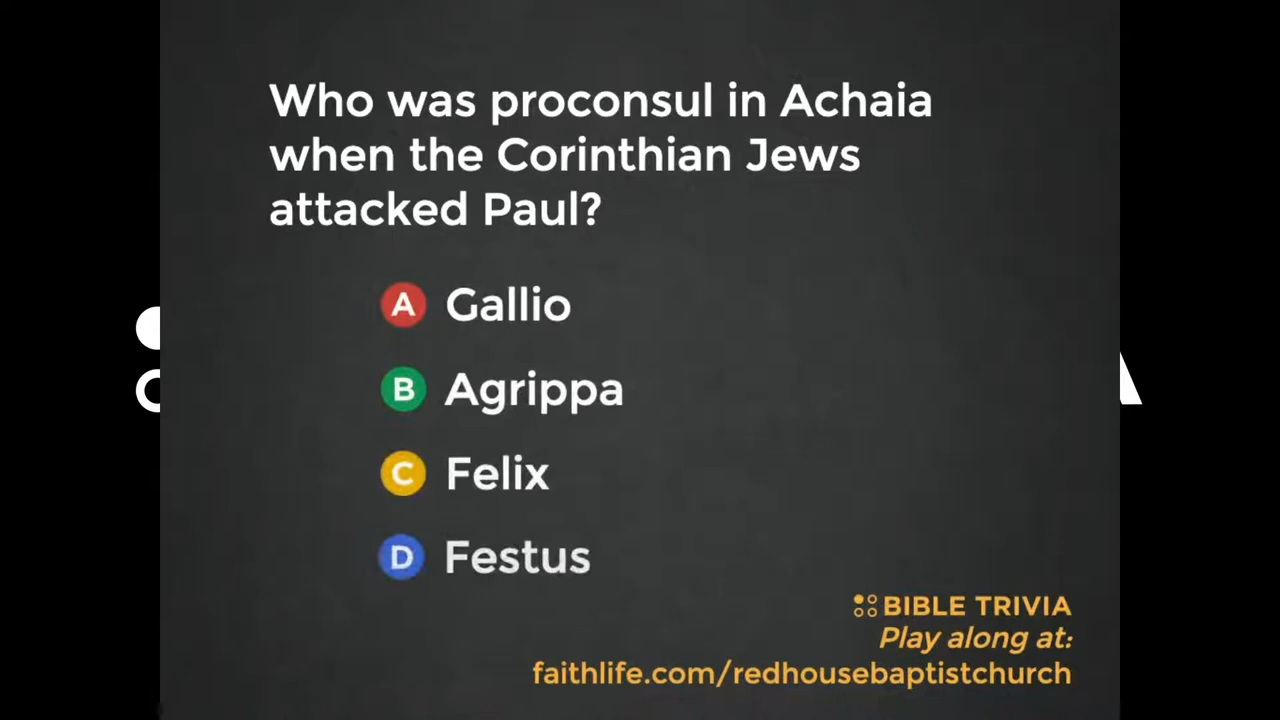 Who was proconsul in Achaia
when the Corinthian Jews
attacked Paul?
A Gallio
B Agrippa
C Felix
D Festus
BIBLE TRIVIA
Play along at:
faithlife.com/redhousebaptistchurch